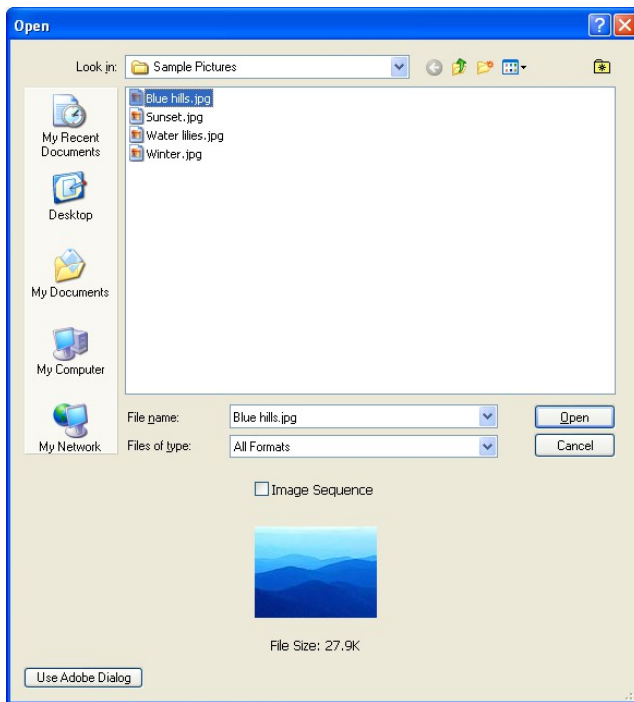 Open
Look in: Sample Pictures
My Recent
Documents
Desktop
My Documents
My Computer
My Network
Blue hills.jpg
Sunset.jpg
Water lilies.jpg
Winter.jpg
File name: Blue hills.jpg Open
Files of type: All Formats Cancel
Image Sequence
File Size: 27.9K
Use Adobe Dialog